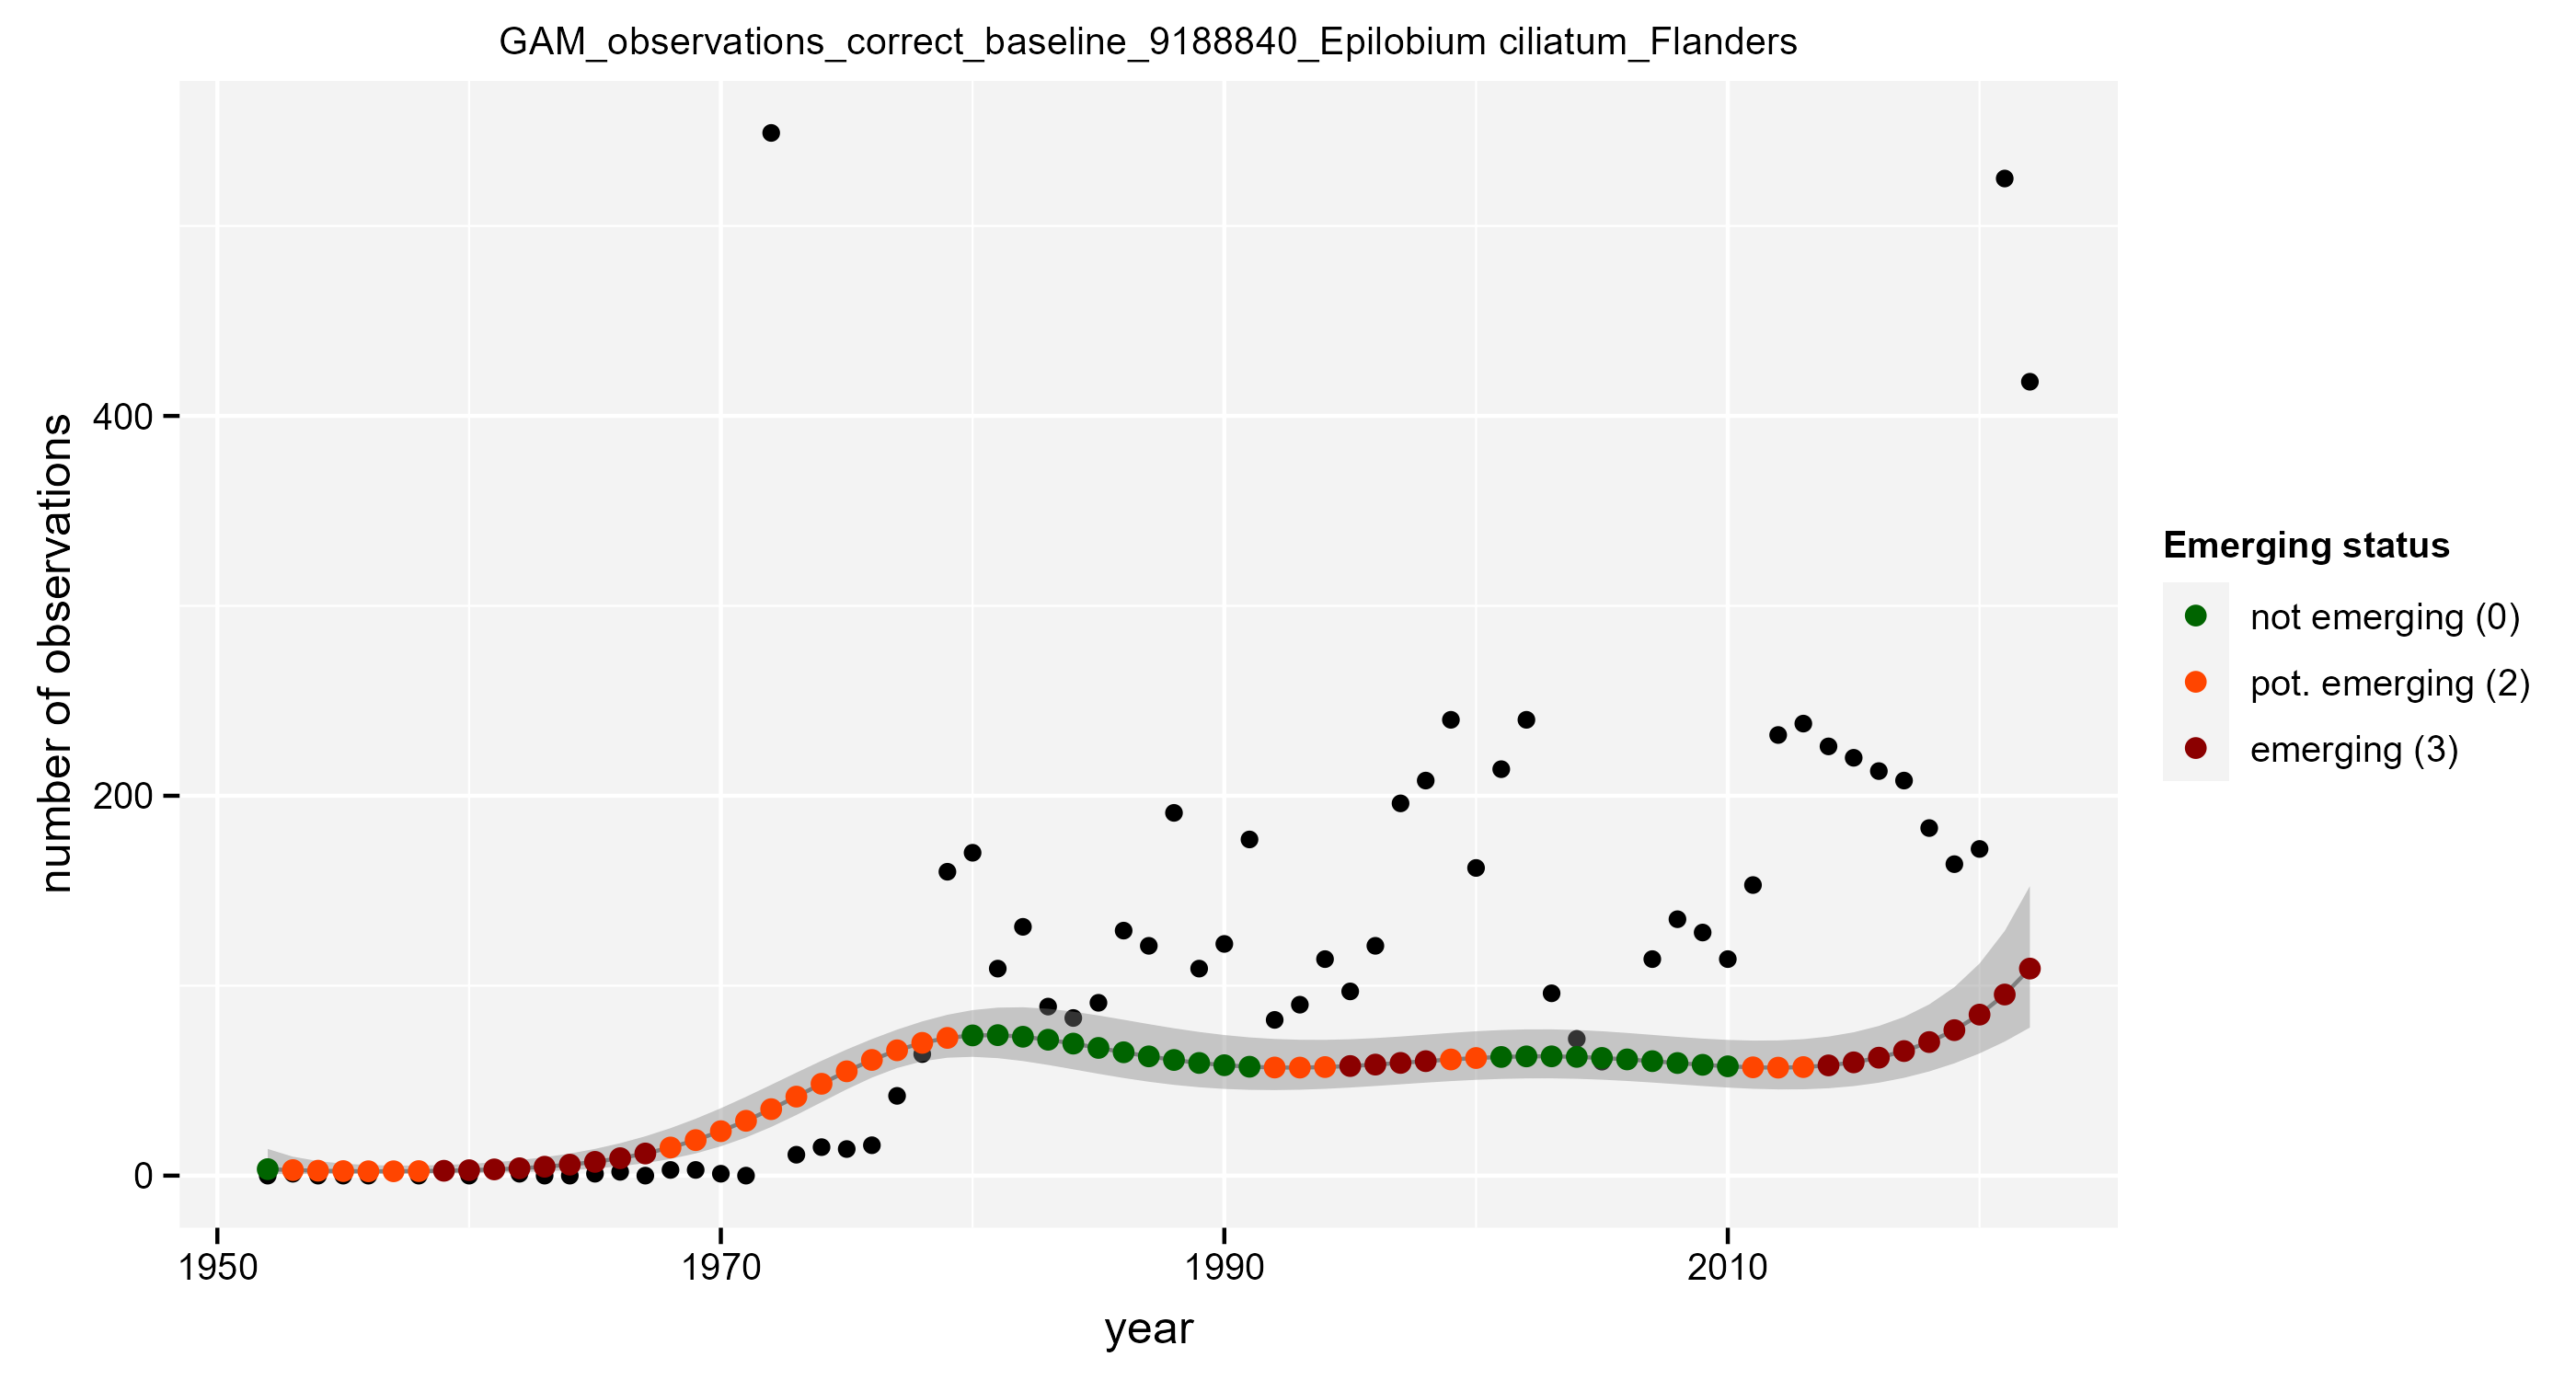 GAM_observations_correct_baseline_9188840_Epilobium ciliatum_Flanders
number of observations
400
200
0
1950
1970
1990
2010
year
Emerging status
not emerging (0)
pot. emerging (2)
emerging (3)